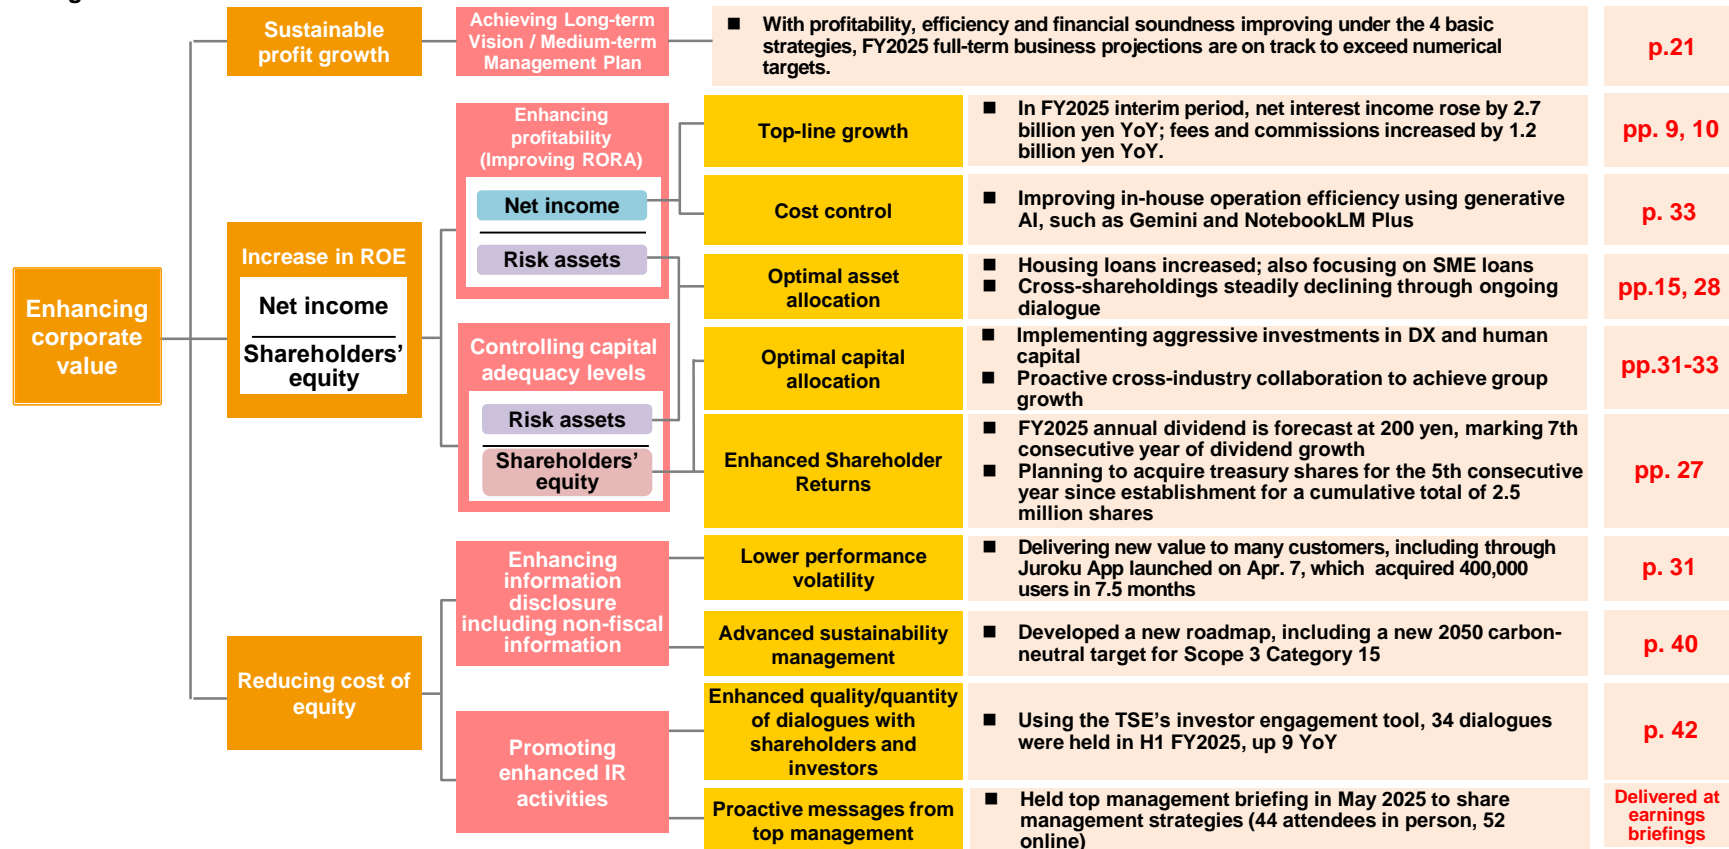 Enhancing
corporate
value
Sustainable
profit growth
Achieving Long-term
Vision / Medium-term
Management Plan
■ With profitability, efficiency and financial soundness improving under the 4 basic
strategies, FY2025 full-term business projections are on track to exceed numerical
targets.
p.21
Increase in ROE
Net income
Shareholders’
equity
Enhancing
profitability
(Improving RORA)
Net income
Risk assets
Controlling capital
adequacy levels
Risk assets
Shareholders’
equity
Top-line growth
■ In FY2025 interim period, net interest income rose by 2.7
billion yen YoY; fees and commissions increased by 1.2
billion yen YoY.
pp. 9, 10
Cost control
■ Improving in-house operation efficiency using generative
AI, such as Gemini and NotebookLM Plus
p. 33
Optimal asset
allocation
■ Housing loans increased; also focusing on SME loans
■ Cross-shareholdings steadily declining through ongoing
dialogue
pp.15, 28
Optimal capital
allocation
■ Implementing aggressive investments in DX and human
capital
■ Proactive cross-industry collaboration to achieve group
growth
pp.31-33
Enhanced Shareholder
Returns
■ FY2025 annual dividend is forecast at 200 yen, marking 7th
consecutive year of dividend growth
■ Planning to acquire treasury shares for the 5th consecutive
year since establishment for a cumulative total of 2.5
million shares
pp. 27
Reducing cost of
equity
Enhancing
information
disclosure
including non-fiscal
information
Lower performance
volatility
■ Delivering new value to many customers, including through
Juroku App launched on Apr. 7, which acquired 400,000
users in 7.5 months
p. 31
Advanced sustainability
management
■ Developed a new roadmap, including a new 2050 carbon-
neutral target for Scope 3 Category 15
p. 40
Promoting
enhanced IR
activities
Enhanced quality/quantity
of dialogues with
shareholders and
investors
■ Using the TSE’s investor engagement tool, 34 dialogues
were held in H1 FY2025, up 9 YoY
p. 42
Proactive messages from
top management
■ Held top management briefing in May 2025 to share
management strategies (44 attendees in person, 52
online)
Delivered at
earnings
briefings